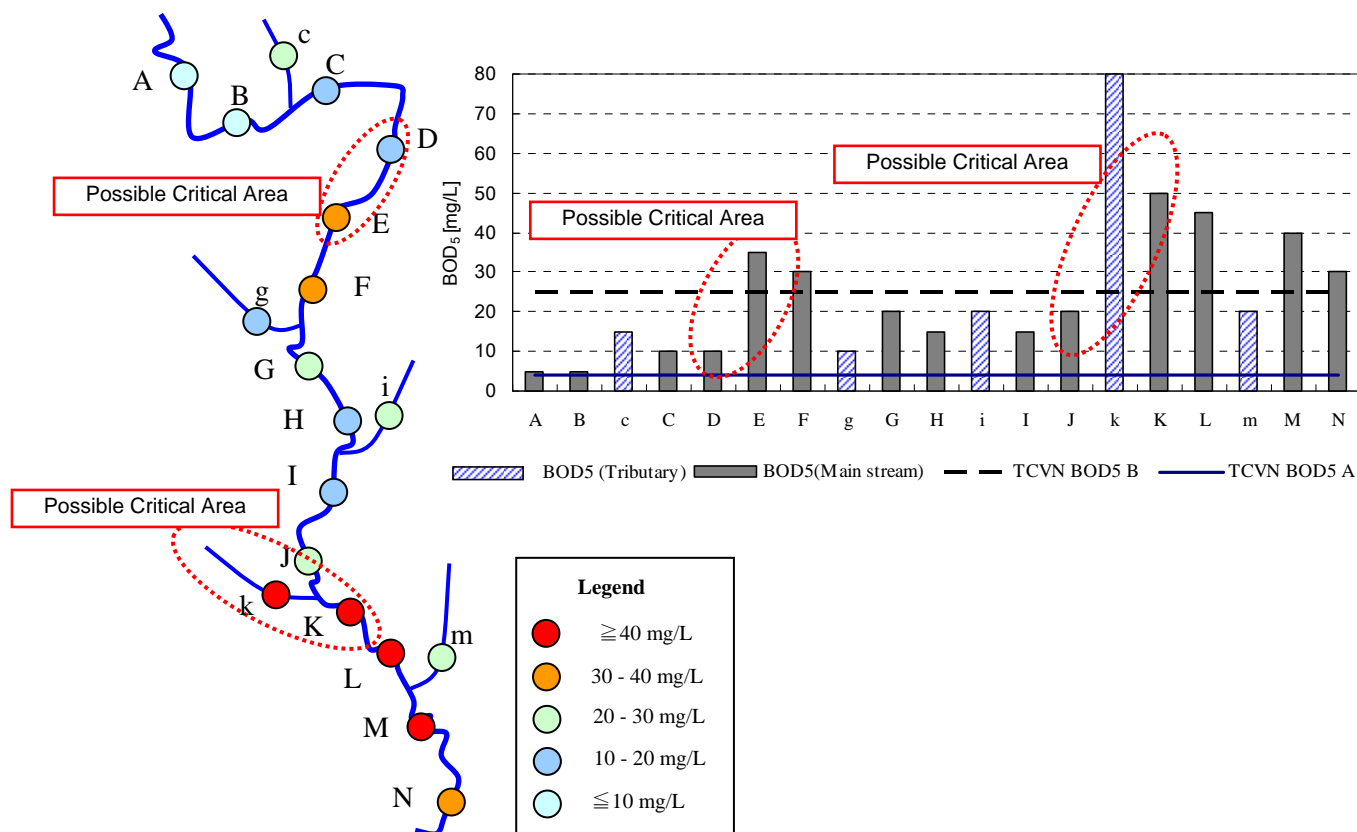 c
C
A
B
D
Possible Critical Area
E
F
g
G
i
H
I
Possible Critical Area
J
k
K
m
L
M
N
80
70
60
50
40
30
20
10
0
BOD5 [mg/L]
Possible Critical Area
Possible Critical Area
A B c C D E F g G H i I J k K L m M N
BOD5 (Tributary) BOD5(Main stream) TCVN BOD5 B TCVN BOD5 A
Legend
≧40 mg/L
30 - 40 mg/L
20 - 30 mg/L
10 - 20 mg/L
≦10 mg/L